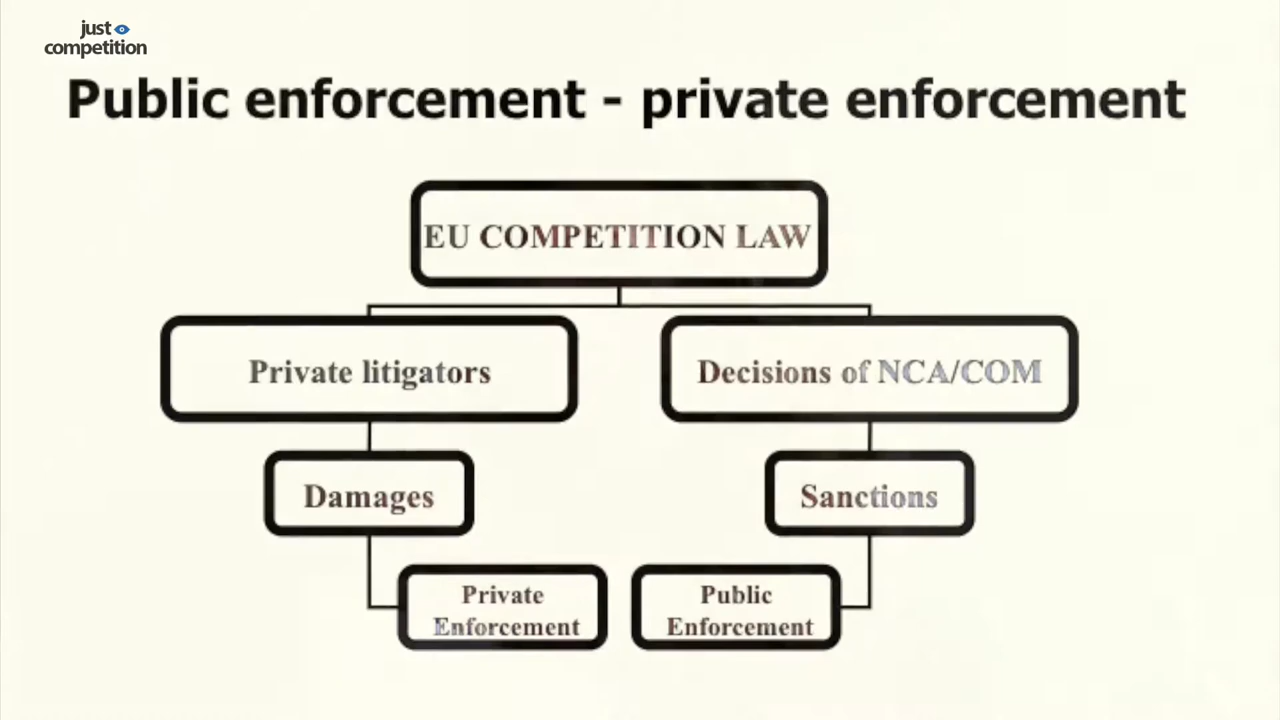 just
competition
Public enforcement - private enforcement
EU COMPETITION LAW
Private litigators
Decisions of NCA/COM
Damages
Sanctions
Private
Enforcement
Public
Enforcement